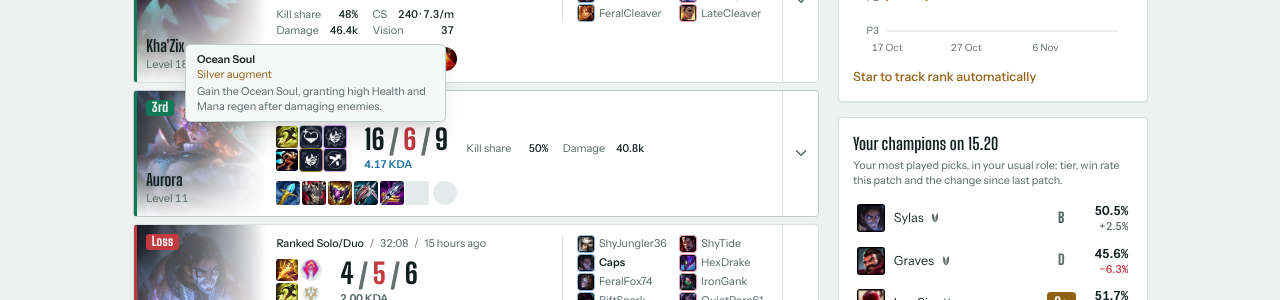 Kill share 48% CS 240·7.3/m
Damage 46.4k Vision 37
FeralCleaver LateCleaver
Kha'Zix
Level 18
Ocean Soul
Silver augment
Gain the Ocean Soul, granting high Health and
Mana regen after damaging enemies.
3rd
16 / 6 / 9
4.17 KDA
Kill share 50% Damage 40.8k
Aurora
Level 11
Loss
Ranked Solo/Duo / 32:08 / 15 hours ago
4 / 5 / 6
2.00 KDA
ShyJungler36 ShyTide
Caps HexDrake
FeralFox74 IronGank
P3
17 Oct 27 Oct 6 Nov
Star to track rank automatically
Your champions on 15.20
Your most played picks, in your usual role: tier, win rate
this patch and the change since last patch.
Sylas B 50.5%
+2.5%
Graves D 45.6%
−6.3%
51.7%